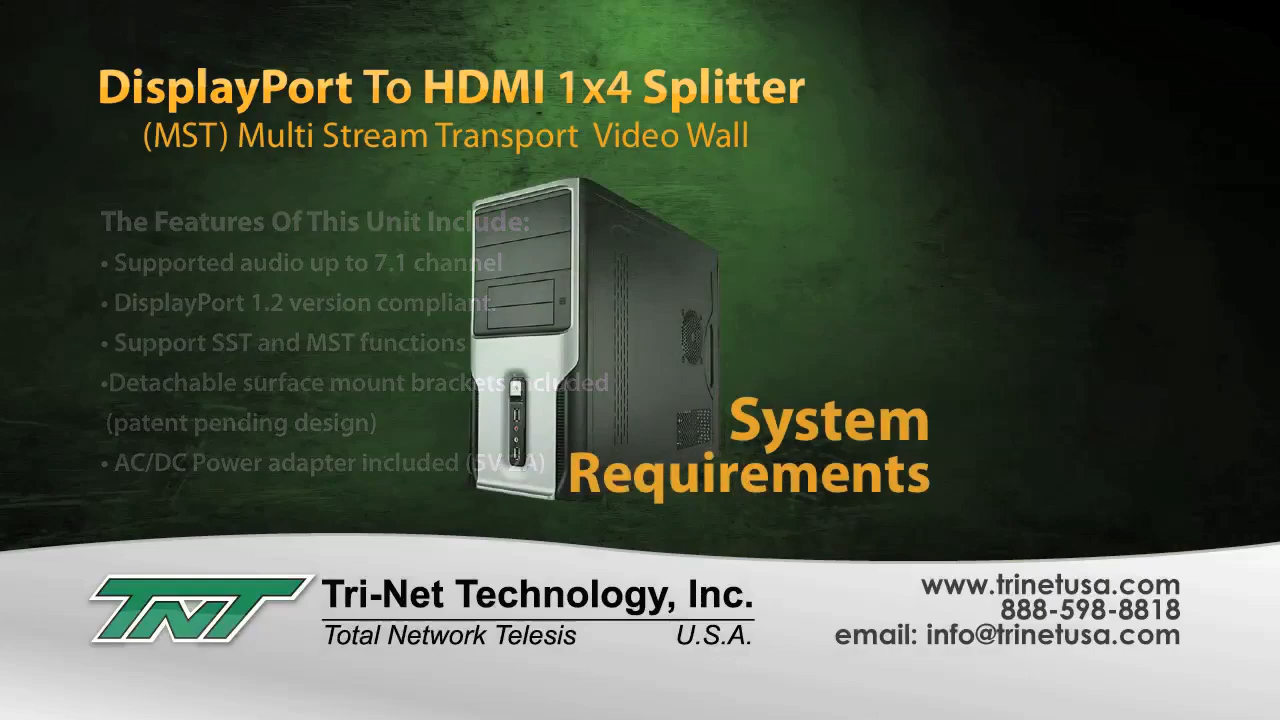 DisplayPort To HDMI 1x4 Splitter
(MST) Multi Stream Transport Video Wall
The Features Of This Unit Include:
• Supported audio up to 7.1 channel
• DisplayPort 1.2 version compliant.
• Support SST and MST functions
•Detachable surface mount brackets included
(patent pending design)
• AC/DC Power adapter included (5V 2A)
System
Requirements
TNT
Tri-Net Technology, Inc.
Total Network Telesis U.S.A.
www.trinetusa.com
888-598-8818
email: info@trinetusa.com